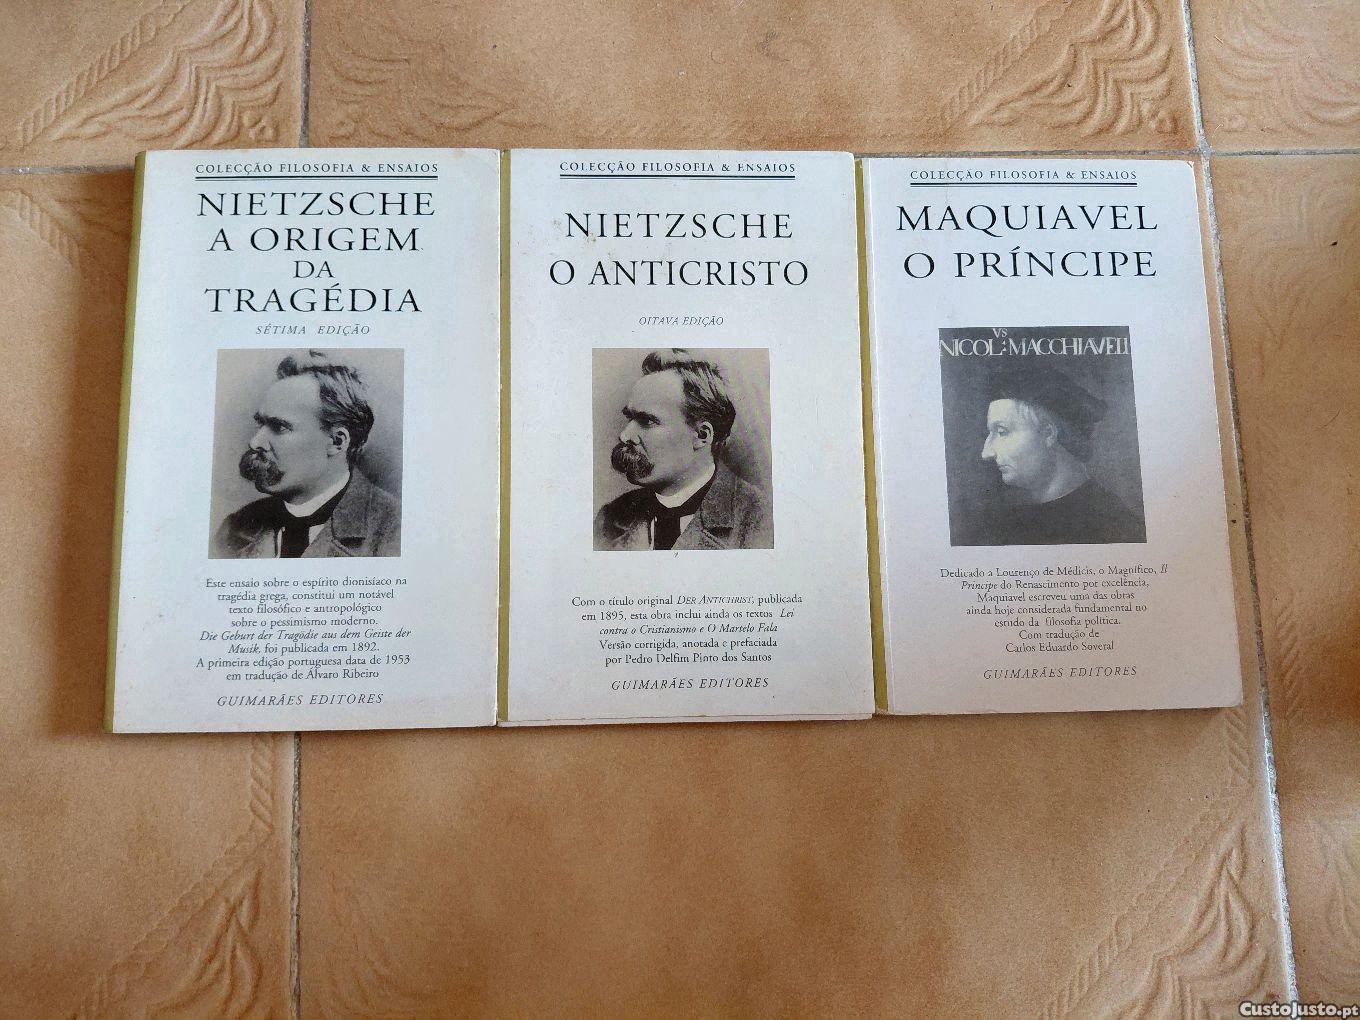 COLECÇÃO FILOSOFIA & ENSAIOS
NIETZSCHE
A ORIGEM
DA
TRAGÉDIA
SÉTIMA EDIÇÃO
Este ensaio sobre o espírito dionisíaco na
tragédia grega, constitui um notável
texto filosófico e antropológico
sobre o pessimismo moderno.
Die Geburt der Tragödie aus dem Geiste der
Musik, foi publicada em 1892.
A primeira edição portuguesa data de 1953
em tradução de Álvaro Ribeiro
GUIMARÃES EDITORES
COLECÇÃO FILOSOFIA & ENSAIOS
NIETZSCHE
O ANTICRISTO
OITAVA EDIÇÃO
Com o título original DER ANTICHRIST, publicada
em 1895, esta obra inclui ainda os textos Lei
contra o Cristianismo e O Martelo Fala
Versão corrigida, anotada e prefaciada
por Pedro Delfim Pinto dos Santos
GUIMARÃES EDITORES
COLECÇÃO FILOSOFIA & ENSAIOS
MAQUIAVEL
O PRÍNCIPE
NICOL VS : MACCHIAVELLI
Dedicado a Lourenço de Médicis, o Magnífico, Il
Príncipe do Renascimento por excelência,
Maquiavel escreveu uma das obras
ainda hoje considerada fundamental no
estudo da filosofia política.
Com tradução de
Carlos Eduardo Soveral
GUIMARÃES EDITORES
CustoJusto.pt